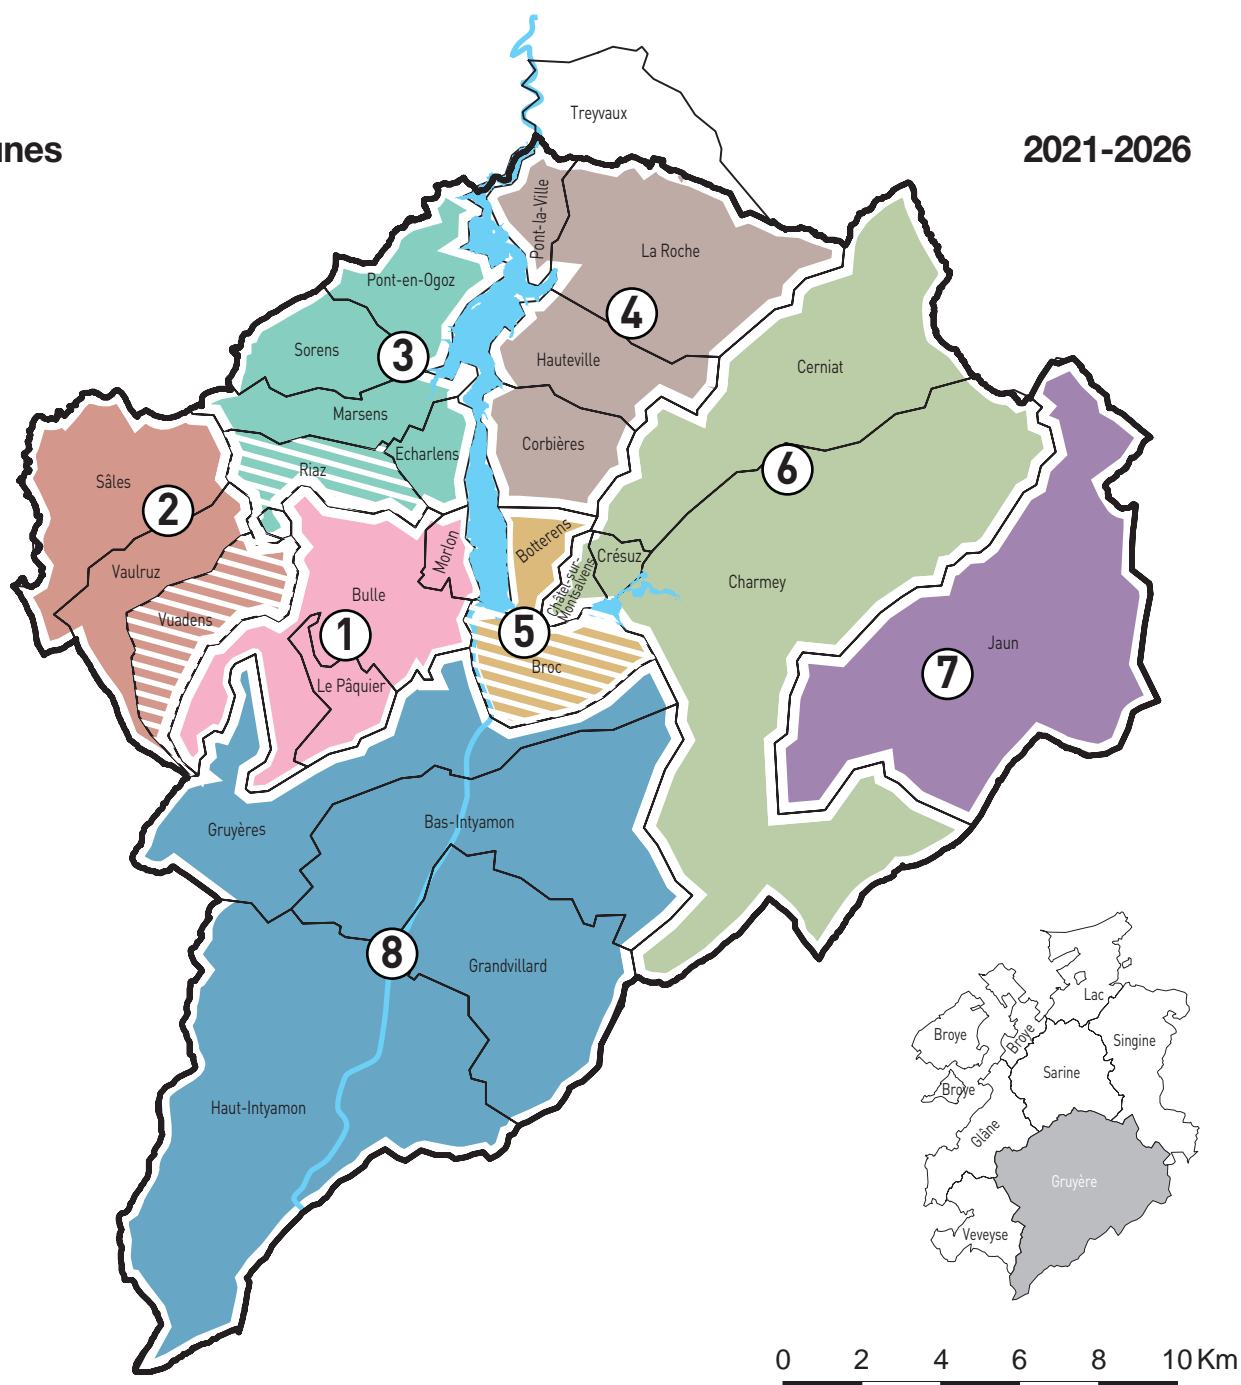 unes
2021-2026
Treyvaux
Pont-la-Ville
La Roche
Pont-en-Ogoz
4
Sorens
3
Hauteville
Cerniat
Marsens
Echarlens
Corbières
Riaz
6
Sâles
2
Botterens
Morlon
Crésuz
Châtel-sur-
Montsalvens
Vaulruz
Charmey
Bulle
Vuadens
1
5
Jaun
Broc
7
Le Pâquier
Gruyères
Bas-Intyamon
8
Grandvillard
Haut-Intyamon
Lac
Broye
Broye
Singine
Sarine
Broye
Glâne
Gruyère
Veveyse
0 2 4 6 8 10 Km